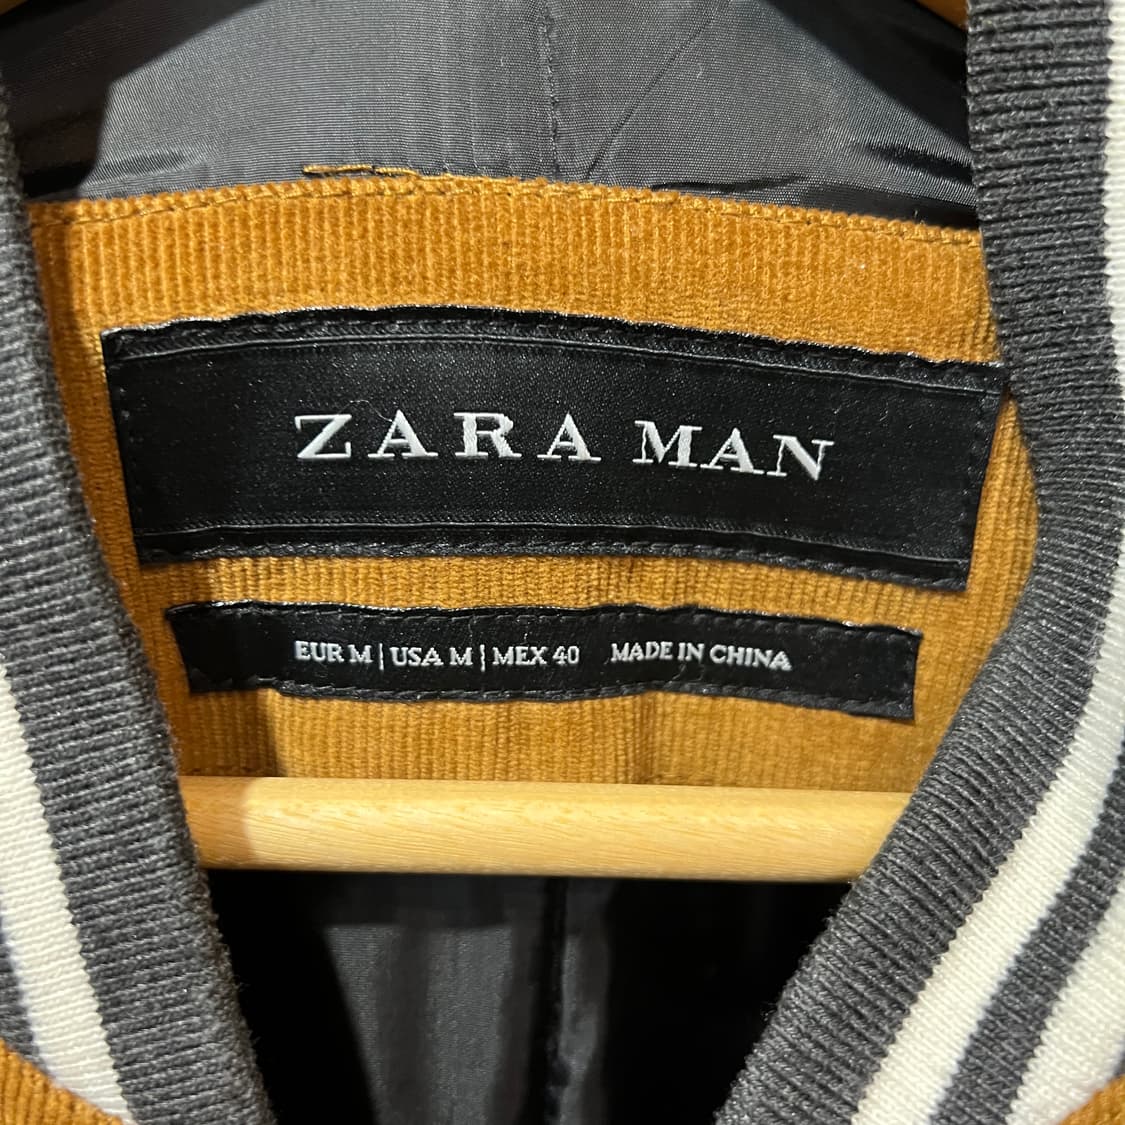 ZARA MAN
EUR M | USA M | MEX 40 MADE IN CHINA